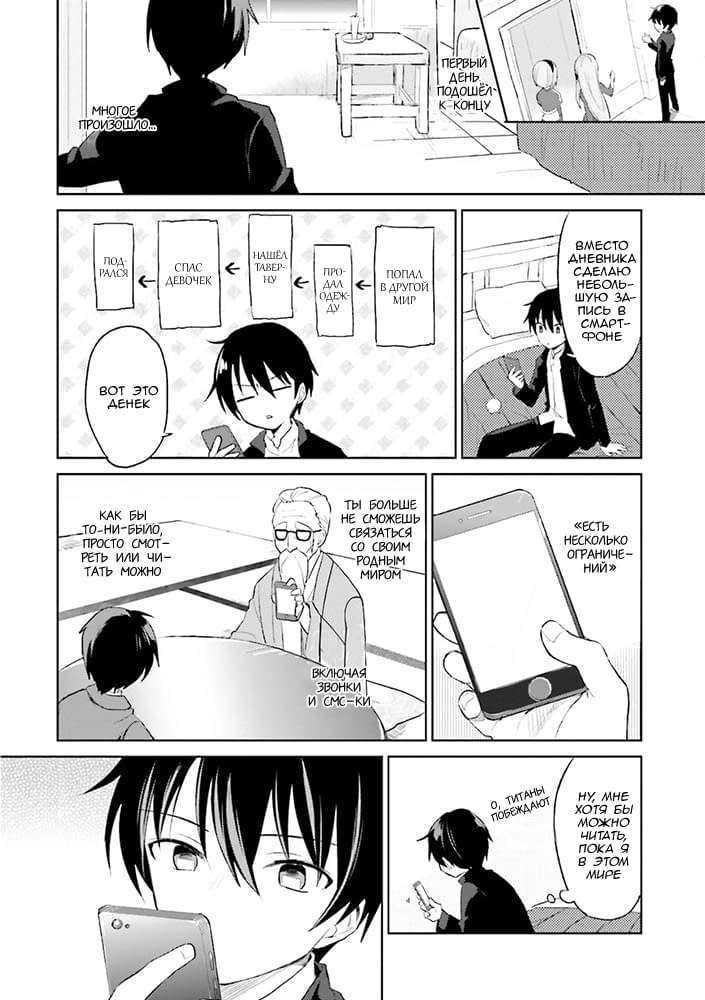 ПЕРВЫЙ
ДЕНЬ
ПОДОШЁЛ
К КОНЦУ
МНОГОЕ
ПРОИЗОШЛО...
ВМЕСТО
ДНЕВНИКА
СДЕЛАЮ
НЕБОЛЬ-
ШУЮ ЗА-
ПИСЬ В
СМАРТ-
ФОНЕ
ПОПАЛ
В ДРУГОЙ
МИР
ПРО-
ДАЛ
ОДЕЖ-
ДУ
НАШЁЛ
ТАВЕР-
НУ
СПАС
ДЕВОЧЕК
ПОД-
РАЛСЯ
ВОТ ЭТО
ДЕНЕК
«ЕСТЬ
НЕСКОЛЬКО
ОГРАНИЧЕ-
НИЙ»
ТЫ БОЛЬШЕ
НЕ СМОЖЕШЬ
СВЯЗАТЬСЯ
СО СВОИМ
РОДНЫМ
МИРОМ
ВКЛЮЧАЯ
ЗВОНКИ
И СМС-КИ
КАК БЫ
ТО-НИ-БЫЛО,
ПРОСТО СМОТ-
РЕТЬ ИЛИ ЧИ-
ТАТЬ МОЖНО
НУ, МНЕ
ХОТЯ БЫ
МОЖНО
ЧИТАТЬ,
ПОКА Я
В ЭТОМ
МИРЕ
О, ТИТАНЫ
ПОБЕЖДАЮТ